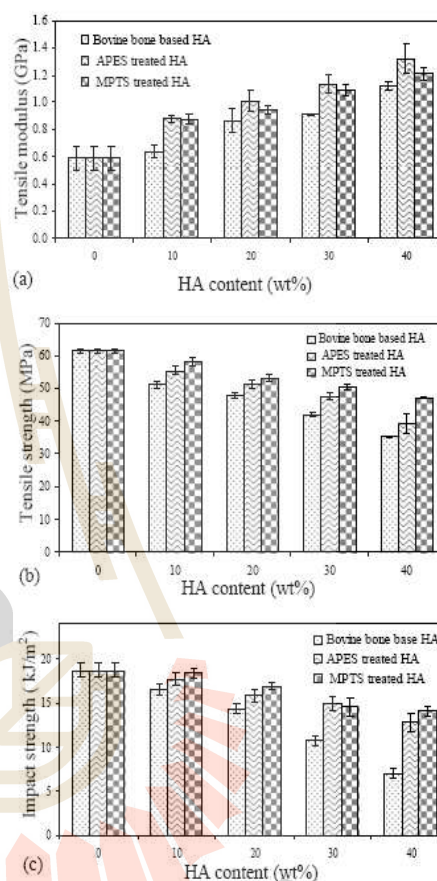 1.4
1.2
1.0
0.8
0.6
0.4
0.2
0.0
Tensile modulus (GPa)
Bovine bone based HA
APES treated HA
MPTS treated HA
0 10 20 30 40
(a)
HA content (wt%)
70
60
50
40
30
20
10
0
Tensile strength (MPa)
Bovine bone based HA
APES treated HA
MPTS treated HA
0 10 20 30 40
(b)
HA content (wt%)
20
15
10
5
0
Impact strength ( kJ/m²)
Bovine bone base HA
APES treated HA
MPTS treated HA
0 10 20 30 40
(c)
HA content (wt%)